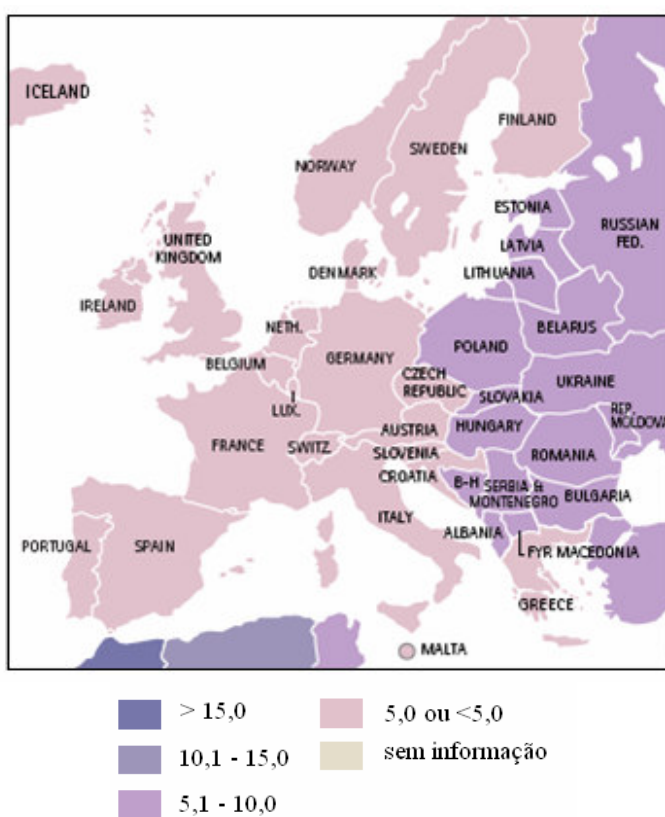 ICELAND
FINLAND
SWEDEN
NORWAY
ESTONIA
RUSSIAN
FED.
UNITED
KINGDOM
LATVIA
DENMARK
LITHUANIA
IRELAND
NETH.
BELARUS
POLAND
BELGIUM
GERMANY
CZECH
REPUBLIC
UKRAINE
SLOVAKIA
LUX.
REP.
MOLDOVA
AUSTRIA
HUNGARY
FRANCE
SWITZ.
SLOVENIA
ROMANIA
CROATIA
B-H
SERBIA &
MONTENEGRO
BULGARIA
ITALY
ALBANIA
PORTUGAL
SPAIN
FYR MACEDONIA
GREECE
MALTA
> 15,0
5,0 ou <5,0
10,1 - 15,0
sem informação
5,1 - 10,0